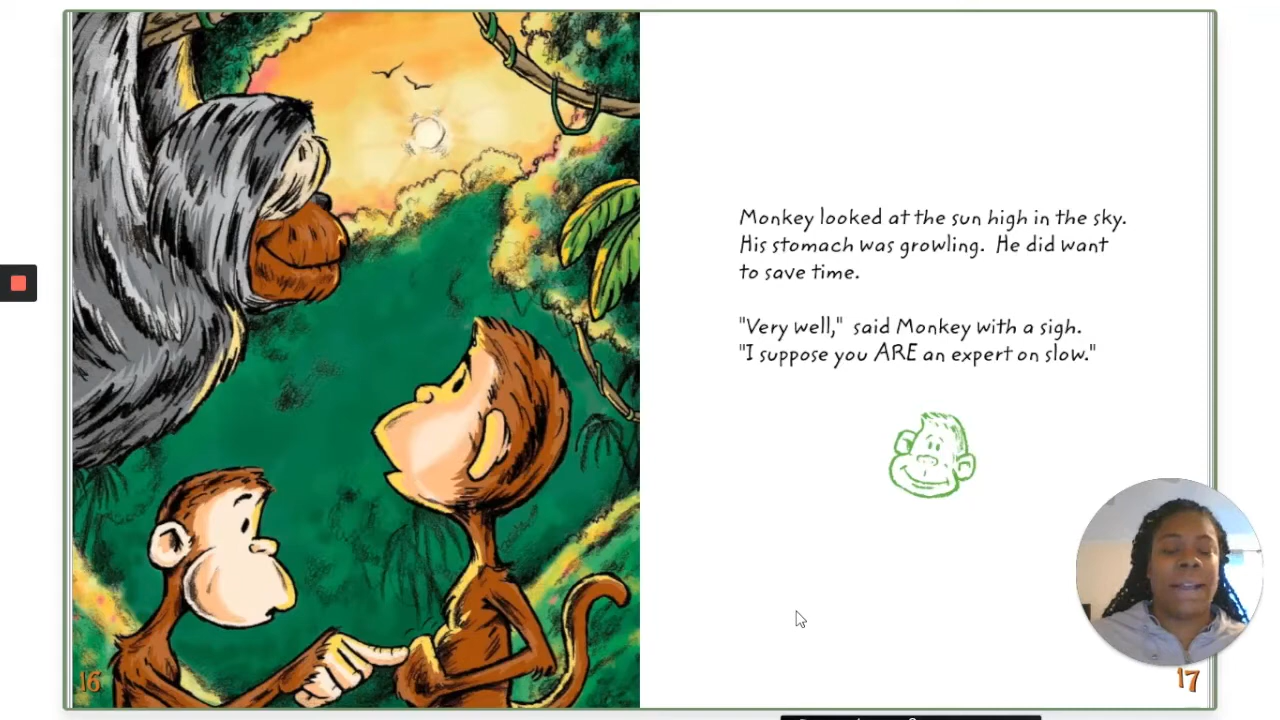 Monkey looked at the sun high in the sky.
His stomach was growling. He did want
to save time.
"Very well," said Monkey with a sigh.
"I suppose you ARE an expert on slow."
16
17